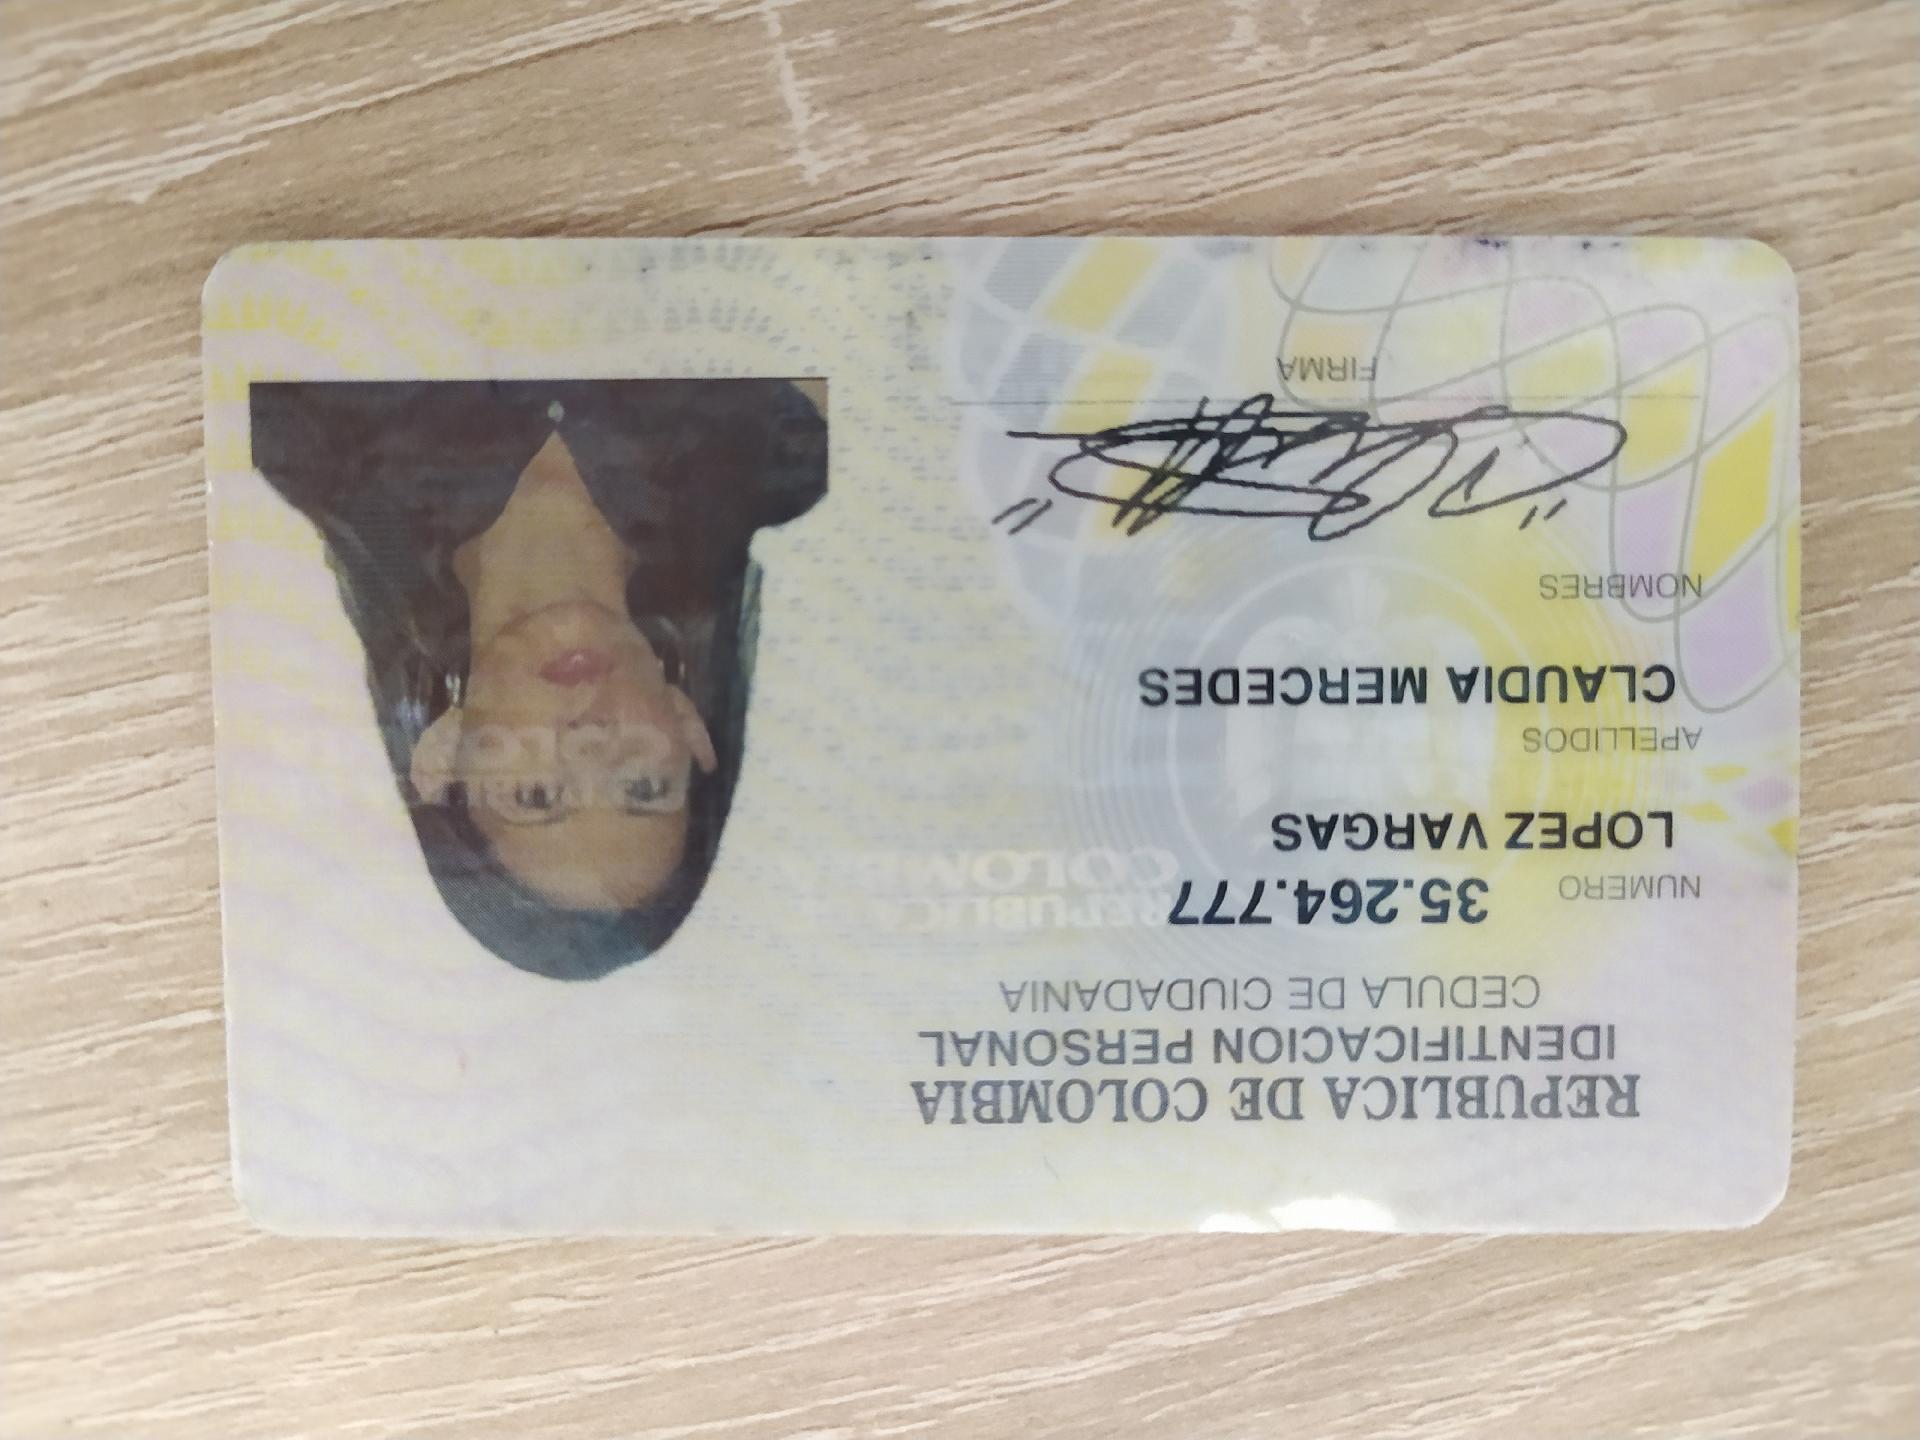 REPUBLICA DE COLOMBIA
IDENTIFICACION PERSONAL
CEDULA DE CIUDADANIA
NUMERO 35.264.777
LOPEZ VARGAS
APELLIDOS
CLAUDIA MERCEDES
NOMBRES
FIRMA
REPUBLICA
COLOM